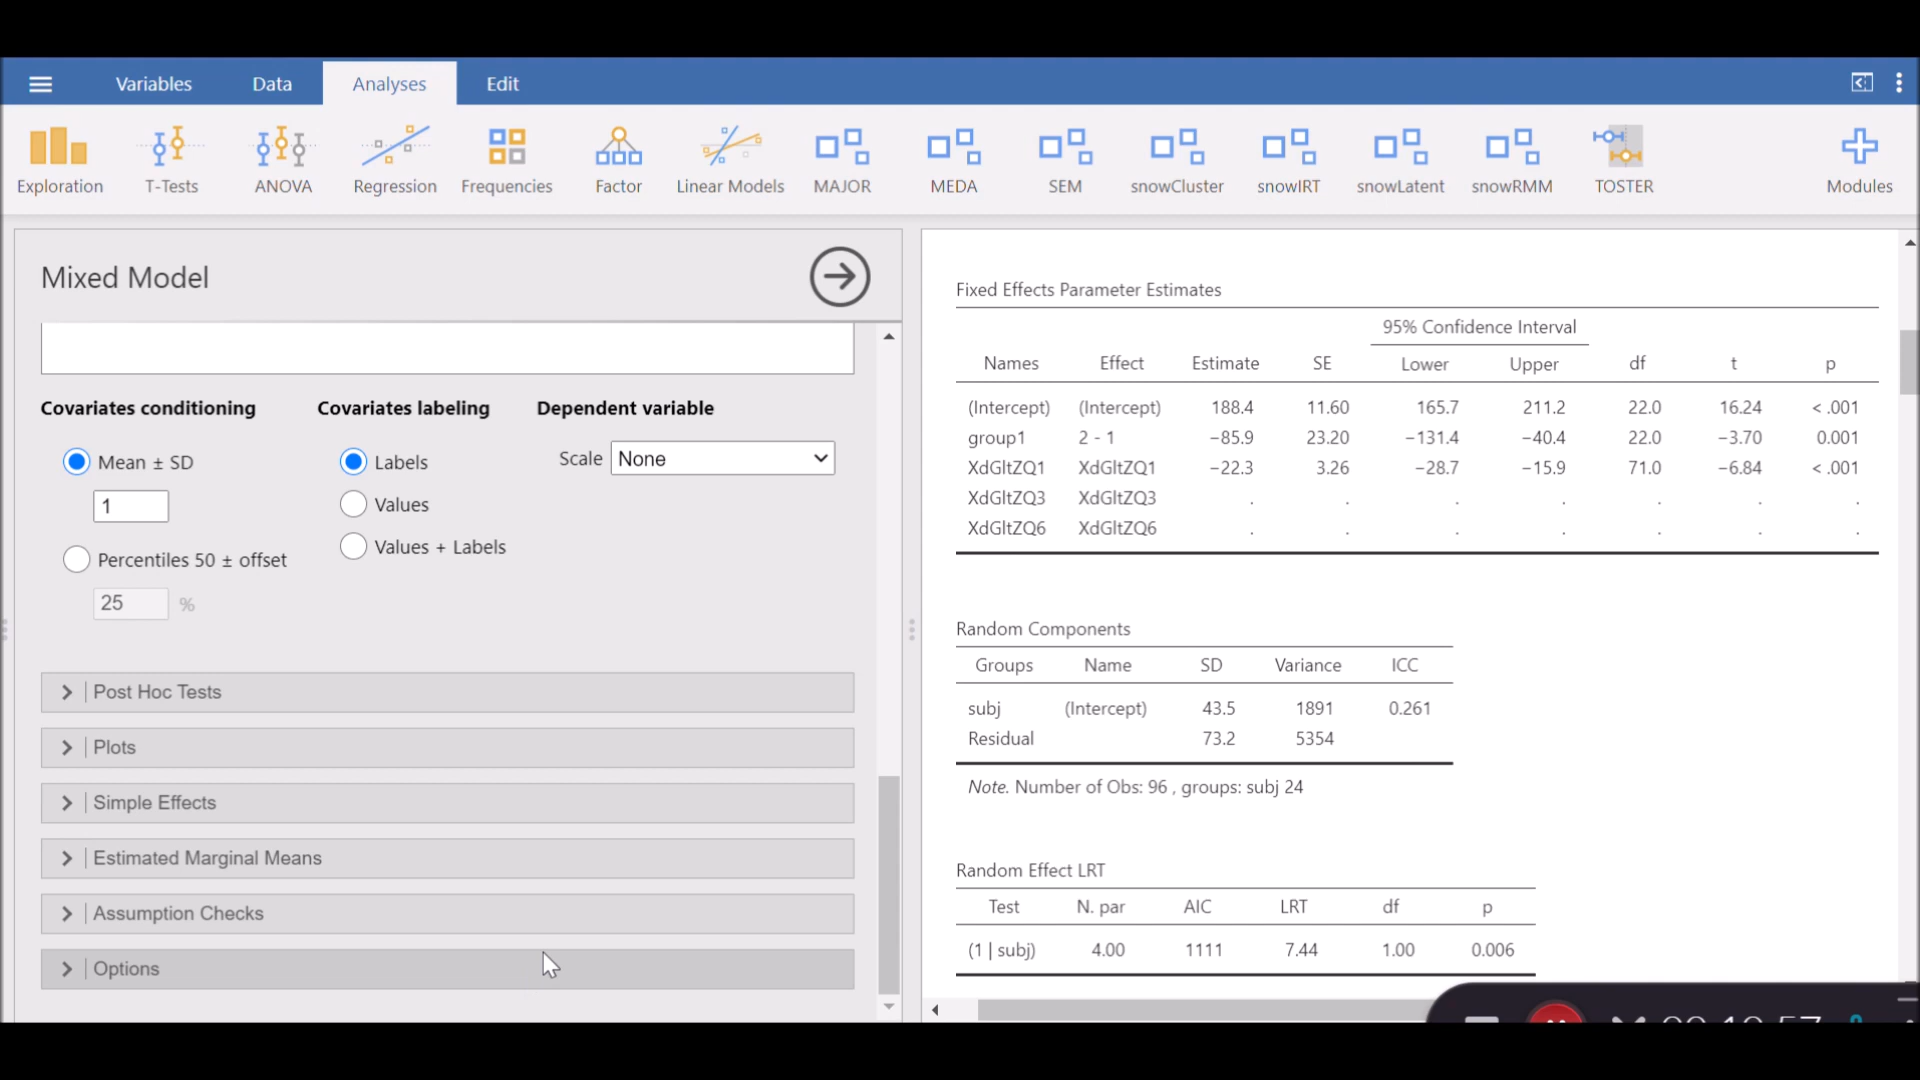 Variables Data Analyses Edit
Exploration T-Tests ANOVA Regression Frequencies Factor Linear Models MAJOR MEDA SEM snowCluster snowIRT snowLatent snowRMM TOSTER Modules
Mixed Model
Covariates conditioning Covariates labeling Dependent variable
Mean ± SD Labels Scale None
1 Values
Percentiles 50 ± offset Values + Labels
25 %
Post Hoc Tests
Plots
Simple Effects
Estimated Marginal Means
Assumption Checks
Options
Fixed Effects Parameter Estimates
95% Confidence Interval
Names Effect Estimate SE Lower Upper df t p
(Intercept) (Intercept) 188.4 11.60 165.7 211.2 22.0 16.24 < .001
group1 2 - 1 −85.9 23.20 −131.4 −40.4 22.0 −3.70 0.001
XdGltZQ1 XdGltZQ1 −22.3 3.26 −28.7 −15.9 71.0 −6.84 < .001
XdGltZQ3 XdGltZQ3 . . . . . . .
XdGltZQ6 XdGltZQ6 . . . . . . .
Random Components
Groups Name SD Variance ICC
subj (Intercept) 43.5 1891 0.261
Residual 73.2 5354
Note. Number of Obs: 96 , groups: subj 24
Random Effect LRT
Test N. par AIC LRT df p
(1 | subj) 4.00 1111 7.44 1.00 0.006